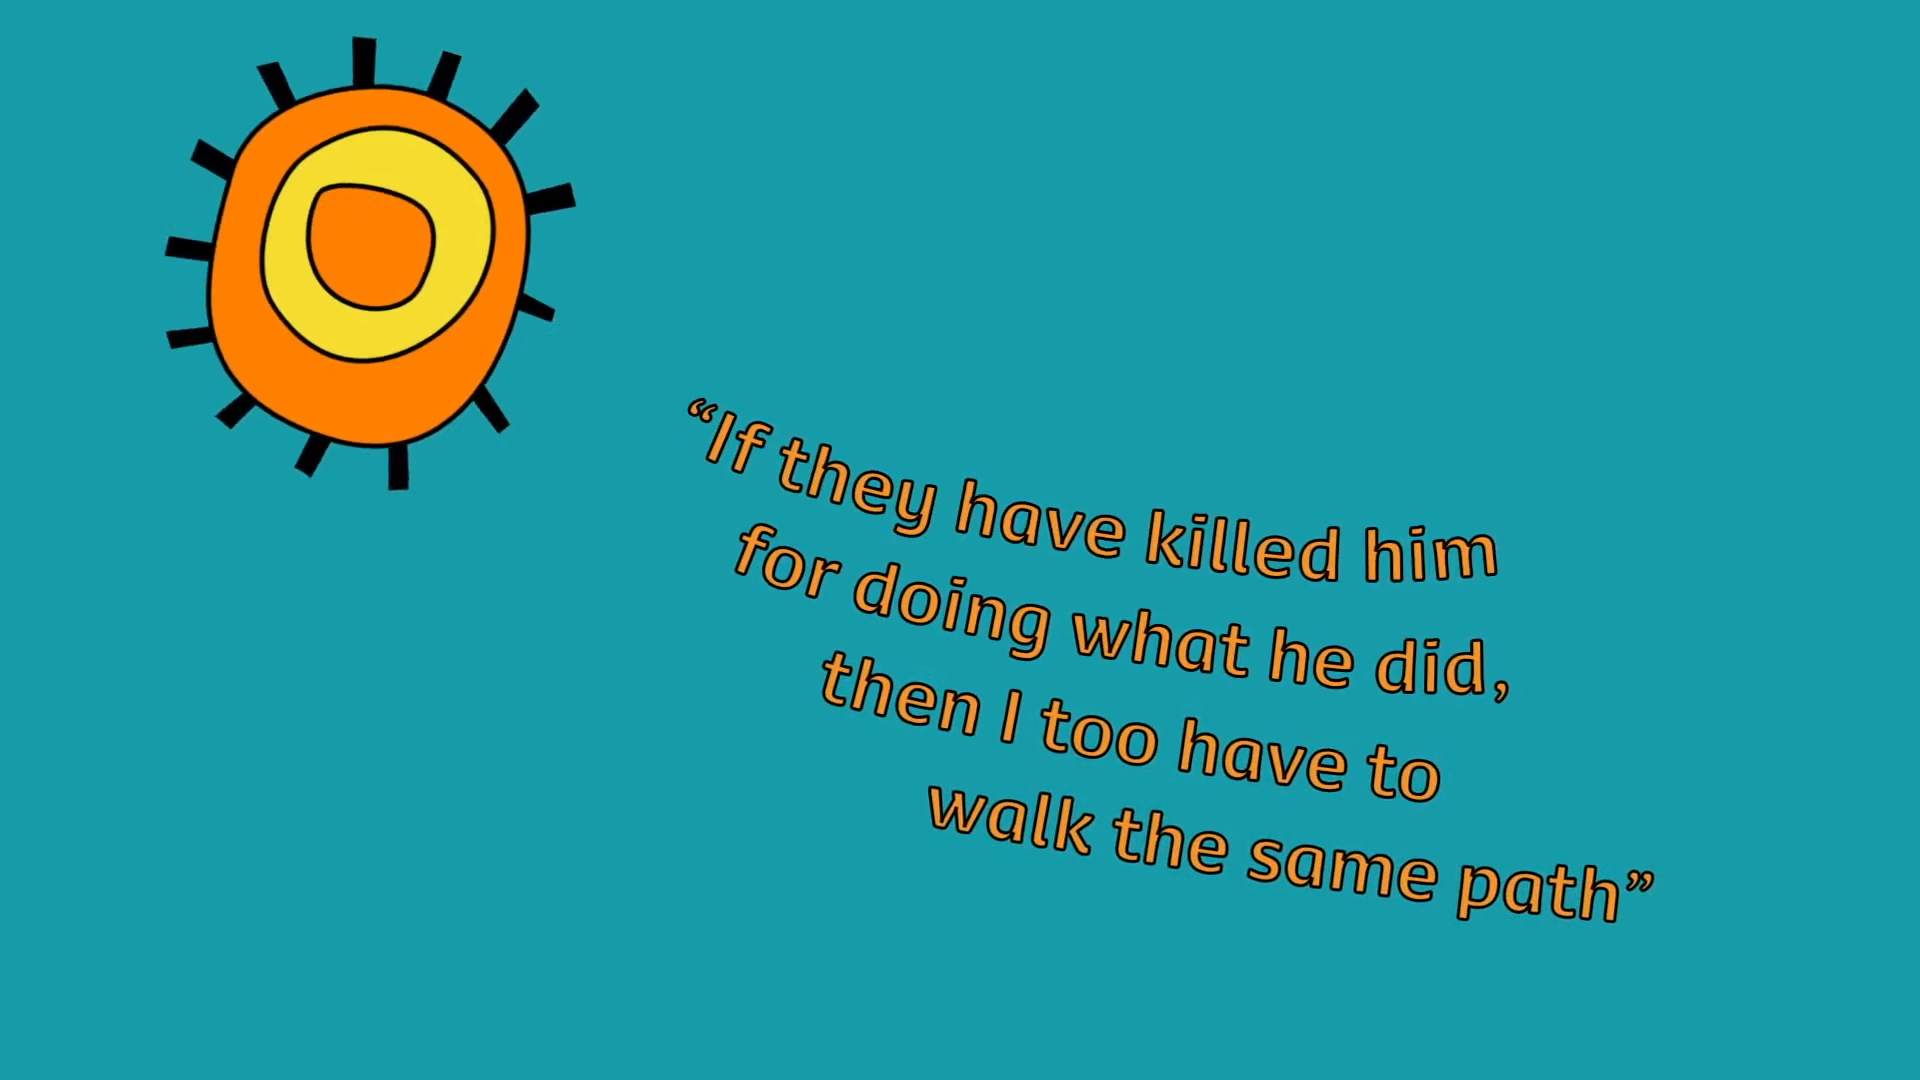 “If they have killed him
for doing what he did,
then I too have to
walk the same path”